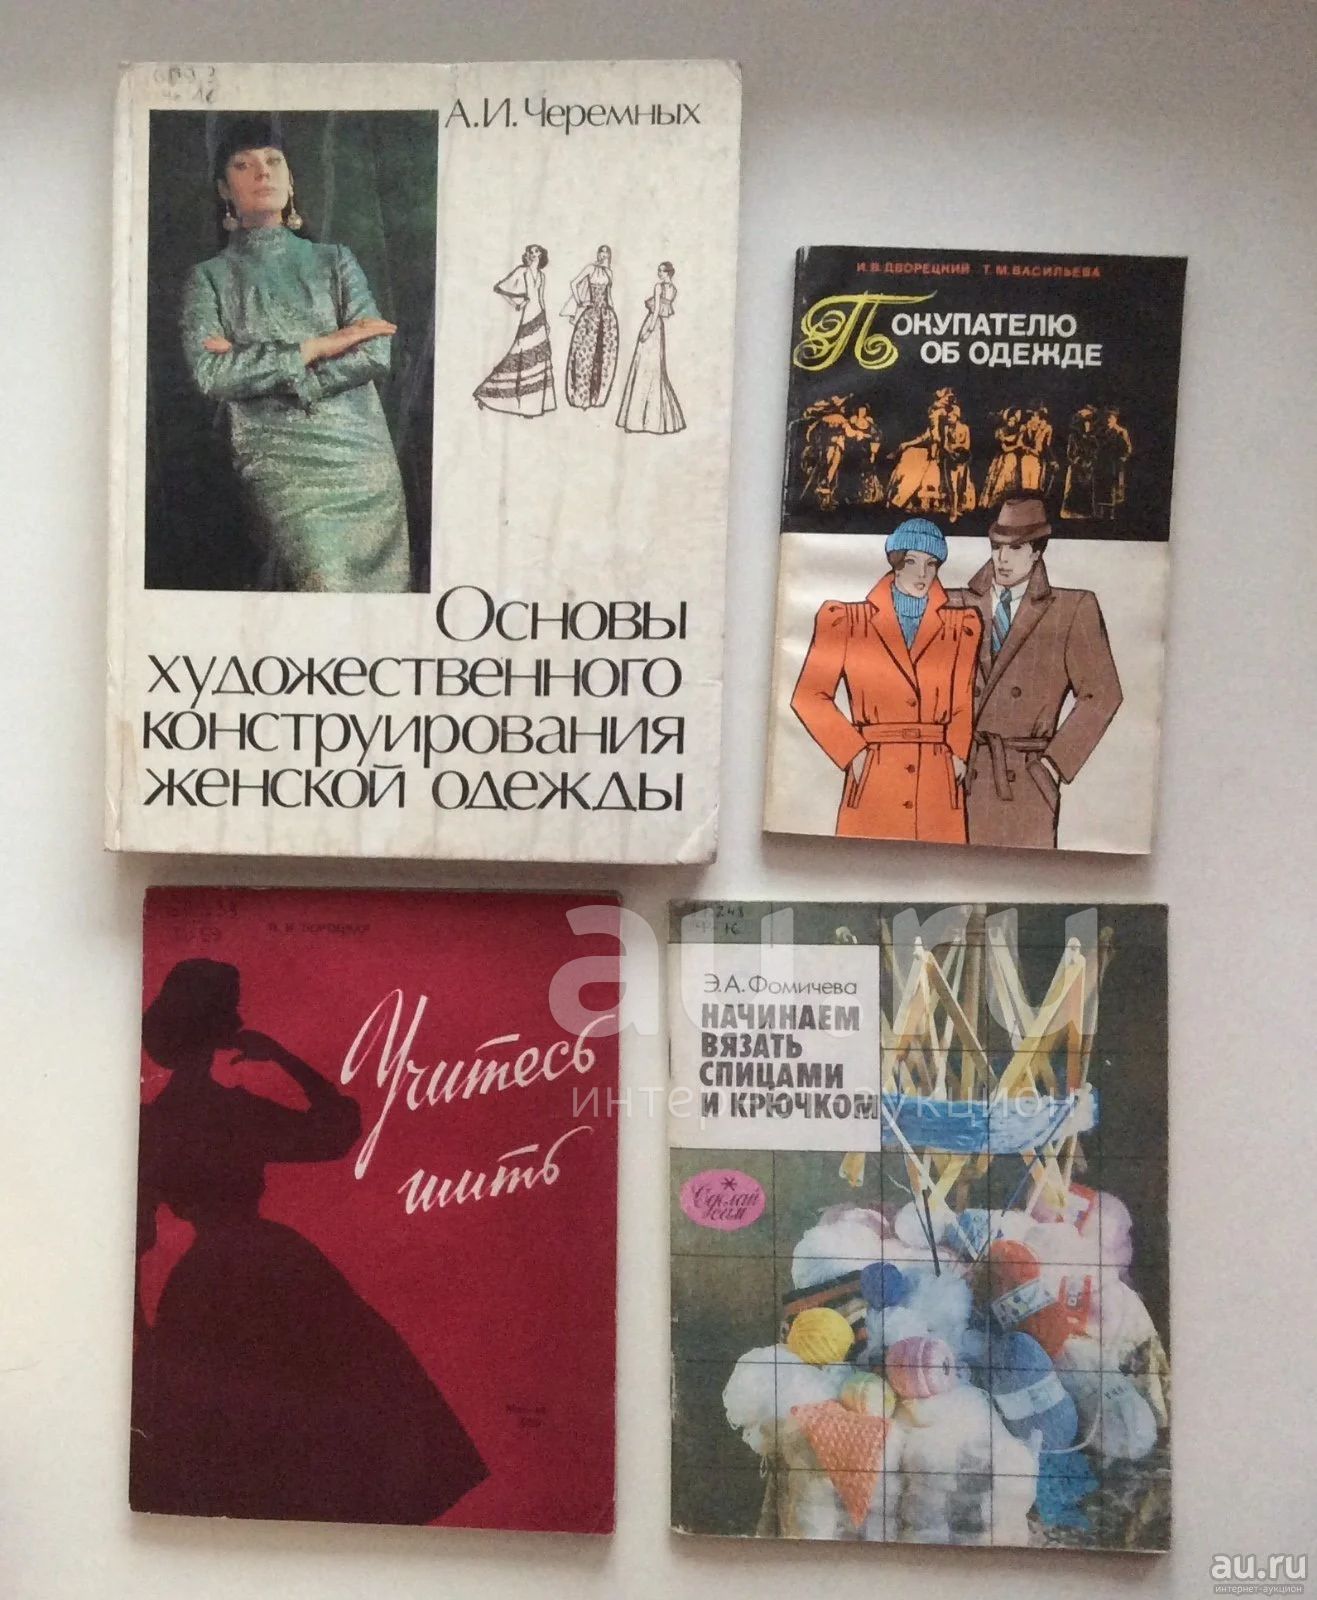 А.И.Черемных
Основы
художественного
конструирования
женской одежды
И.В.ДВОРЕЦКИЙ Т.М.ВАСИЛЬЕВА
ПОКУПАТЕЛЮ
ОБ ОДЕЖДЕ
Учитесь
шить
Э.А.Фомичева
НАЧИНАЕМ
ВЯЗАТЬ
СПИЦАМИ
И КРЮЧКОМ
Сделай
сам
au.ru
интернет-аукцион
au.ru
интернет-аукцион